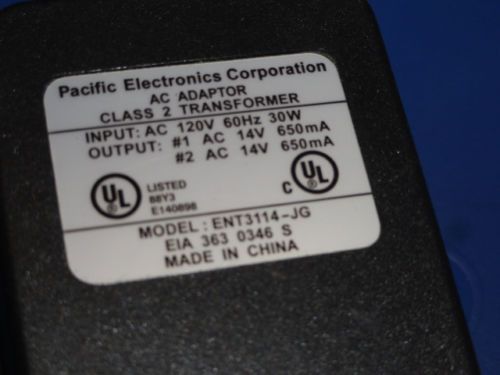 Pacific Electronics Corporation
AC ADAPTOR
CLASS 2 TRANSFORMER
INPUT: AC 120V 60Hz 30W
OUTPUT: #1 AC 14V 650mA
#2 AC 14V 650mA
UL
LISTED
88Y3
E140898
C UL
MODEL: ENT3114-JG
EIA 363 0346 S
MADE IN CHINA